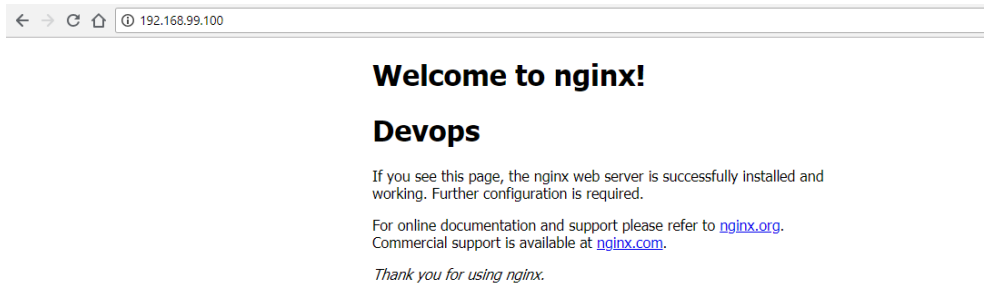 192.168.99.100
Welcome to nginx!
Devops
If you see this page, the nginx web server is successfully installed and
working. Further configuration is required.
For online documentation and support please refer to nginx.org.
Commercial support is available at nginx.com.
Thank you for using nginx.